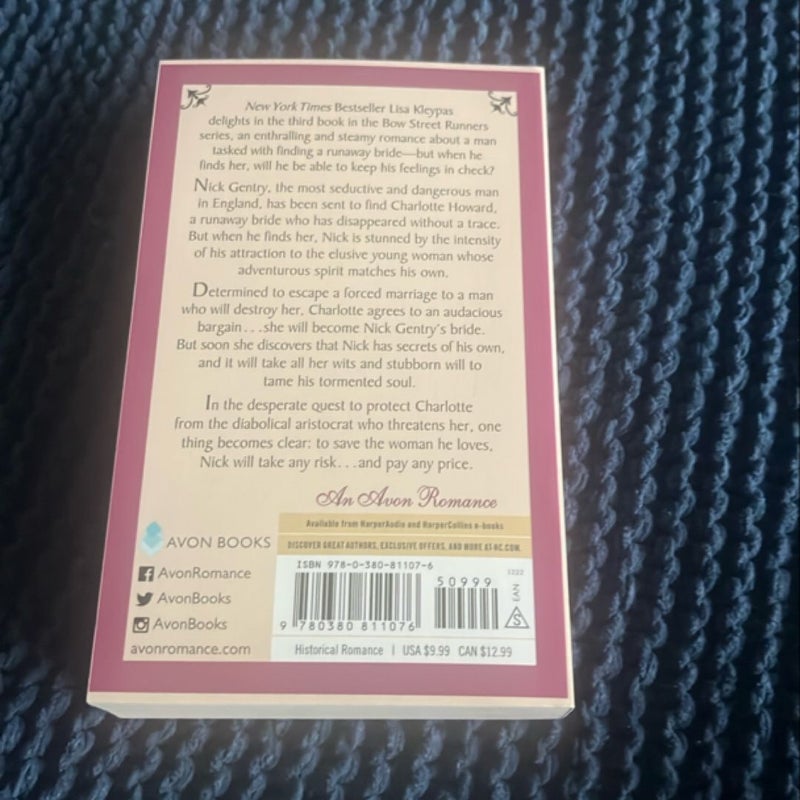 New York Times Bestseller Lisa Kleypas
delights in the third book in the Bow Street Runners
series, an enthralling and steamy romance about a man
tasked with finding a runaway bride—but when he
finds her, will he be able to keep his feelings in check?
Nick Gentry, the most seductive and dangerous man
in England, has been sent to find Charlotte Howard,
a runaway bride who has disappeared without a trace.
But when he finds her, Nick is stunned by the intensity
of his attraction to the elusive young woman whose
adventurous spirit matches his own.
Determined to escape a forced marriage to a man
who will destroy her, Charlotte agrees to an audacious
bargain...she will become Nick Gentry's bride.
But soon she discovers that Nick has secrets of his own,
and it will take all her wits and stubborn will to
tame his tormented soul.
In the desperate quest to protect Charlotte
from the diabolical aristocrat who threatens her, one
thing becomes clear: to save the woman he loves,
Nick will take any risk...and pay any price.
An Avon Romance
Available from HarperAudio and HarperCollins e-books
DISCOVER GREAT AUTHORS, EXCLUSIVE OFFERS, AND MORE AT HC.COM.
AVON BOOKS
AvonRomance
AvonBooks
AvonBooks
avonromance.com
ISBN 978-0-380-81107-6
50999
9 780380 811076
1222
EAN
S
Historical Romance | USA $9.99 CAN $12.99